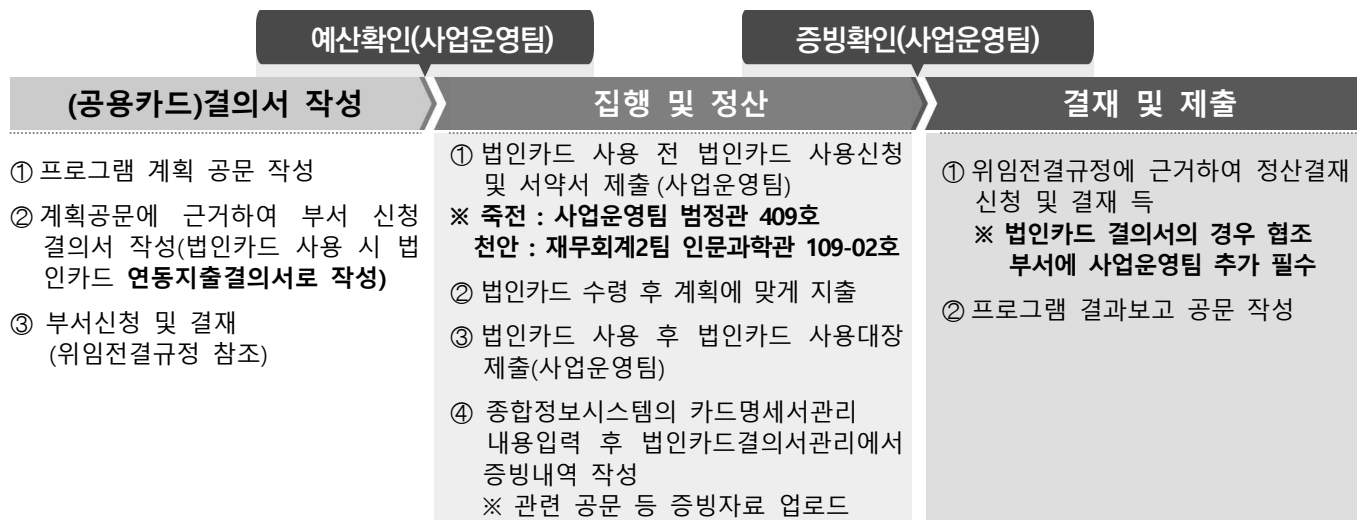 예산확인(사업운영팀)
증빙확인(사업운영팀)
(공용카드)결의서 작성
① 프로그램 계획 공문 작성
② 계획공문에 근거하여 부서 신청
결의서 작성(법인카드 사용 시 법
인카드 연동지출결의서로 작성)
③ 부서신청 및 결재
(위임전결규정 참조)
집행 및 정산
① 법인카드 사용 전 법인카드 사용신청
및 서약서 제출 (사업운영팀)
※ 죽전 : 사업운영팀 범정관 409호
천안 : 재무회계2팀 인문과학관 109-02호
② 법인카드 수령 후 계획에 맞게 지출
③ 법인카드 사용 후 법인카드 사용대장
제출(사업운영팀)
④ 종합정보시스템의 카드명세서관리
내용입력 후 법인카드결의서관리에서
증빙내역 작성
※ 관련 공문 등 증빙자료 업로드
결재 및 제출
① 위임전결규정에 근거하여 정산결재
신청 및 결재 득
※ 법인카드 결의서의 경우 협조
부서에 사업운영팀 추가 필수
② 프로그램 결과보고 공문 작성